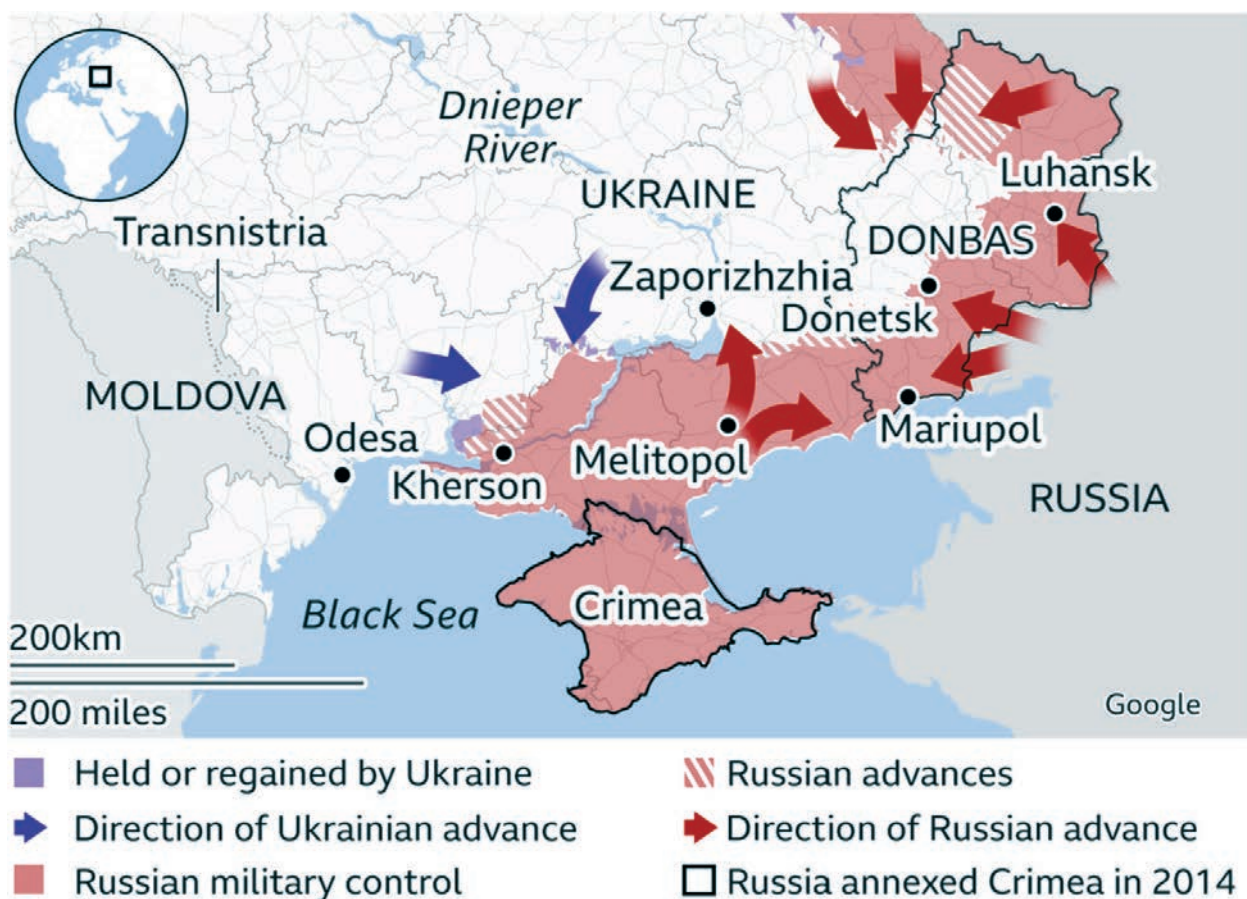 Dnieper
River
UKRAINE
Luhansk
Transnistria
DONBAS
Zaporizhzhia
Donetsk
MOLDOVA
Odesa
Kherson
Melitopol
Mariupol
RUSSIA
Black Sea
Crimea
200km
200 miles
Google
Held or regained by Ukraine
Russian advances
Direction of Ukrainian advance
Direction of Russian advance
Russian military control
Russia annexed Crimea in 2014